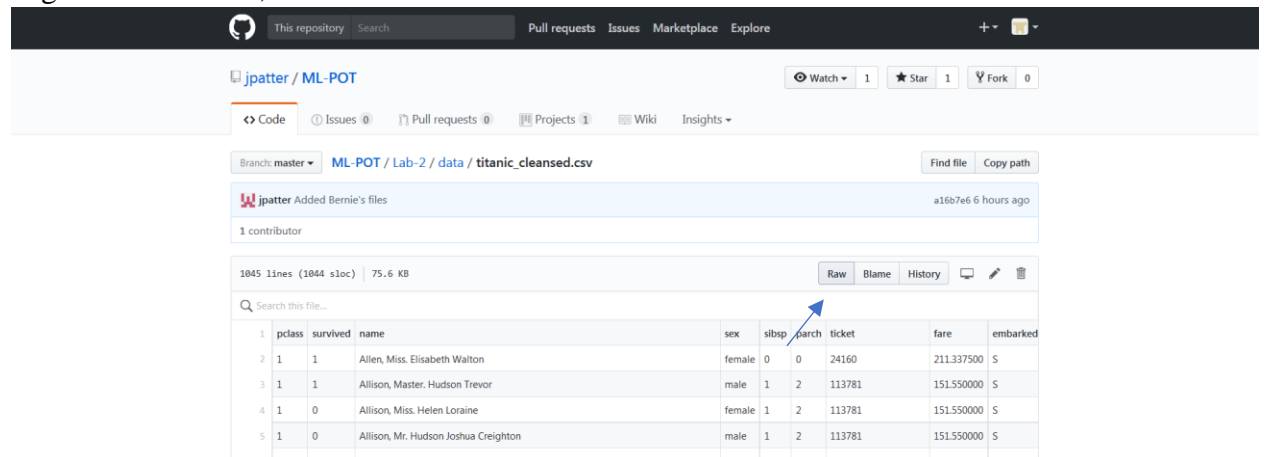 This repository Search Pull requests Issues Marketplace Explore
jpatter / ML-POT Watch 1 Star 1 Fork 0
Code Issues 0 Pull requests 0 Projects 1 Wiki Insights
Branch: master ML-POT / Lab-2 / data / titanic_cleansed.csv Find file Copy path
jpatter Added Bernie's files a16b7e6 6 hours ago
1 contributor
1045 lines (1044 sloc) 75.6 KB Raw Blame History
Search this file...
1 pclass survived name sex sibsp parch ticket fare embarked
2 1 1 Allen, Miss. Elisabeth Walton female 0 0 24160 211.337500 S
3 1 1 Allison, Master. Hudson Trevor male 1 2 113781 151.550000 S
4 1 0 Allison, Miss. Helen Loraine female 1 2 113781 151.550000 S
5 1 0 Allison, Mr. Hudson Joshua Creighton male 1 2 113781 151.550000 S